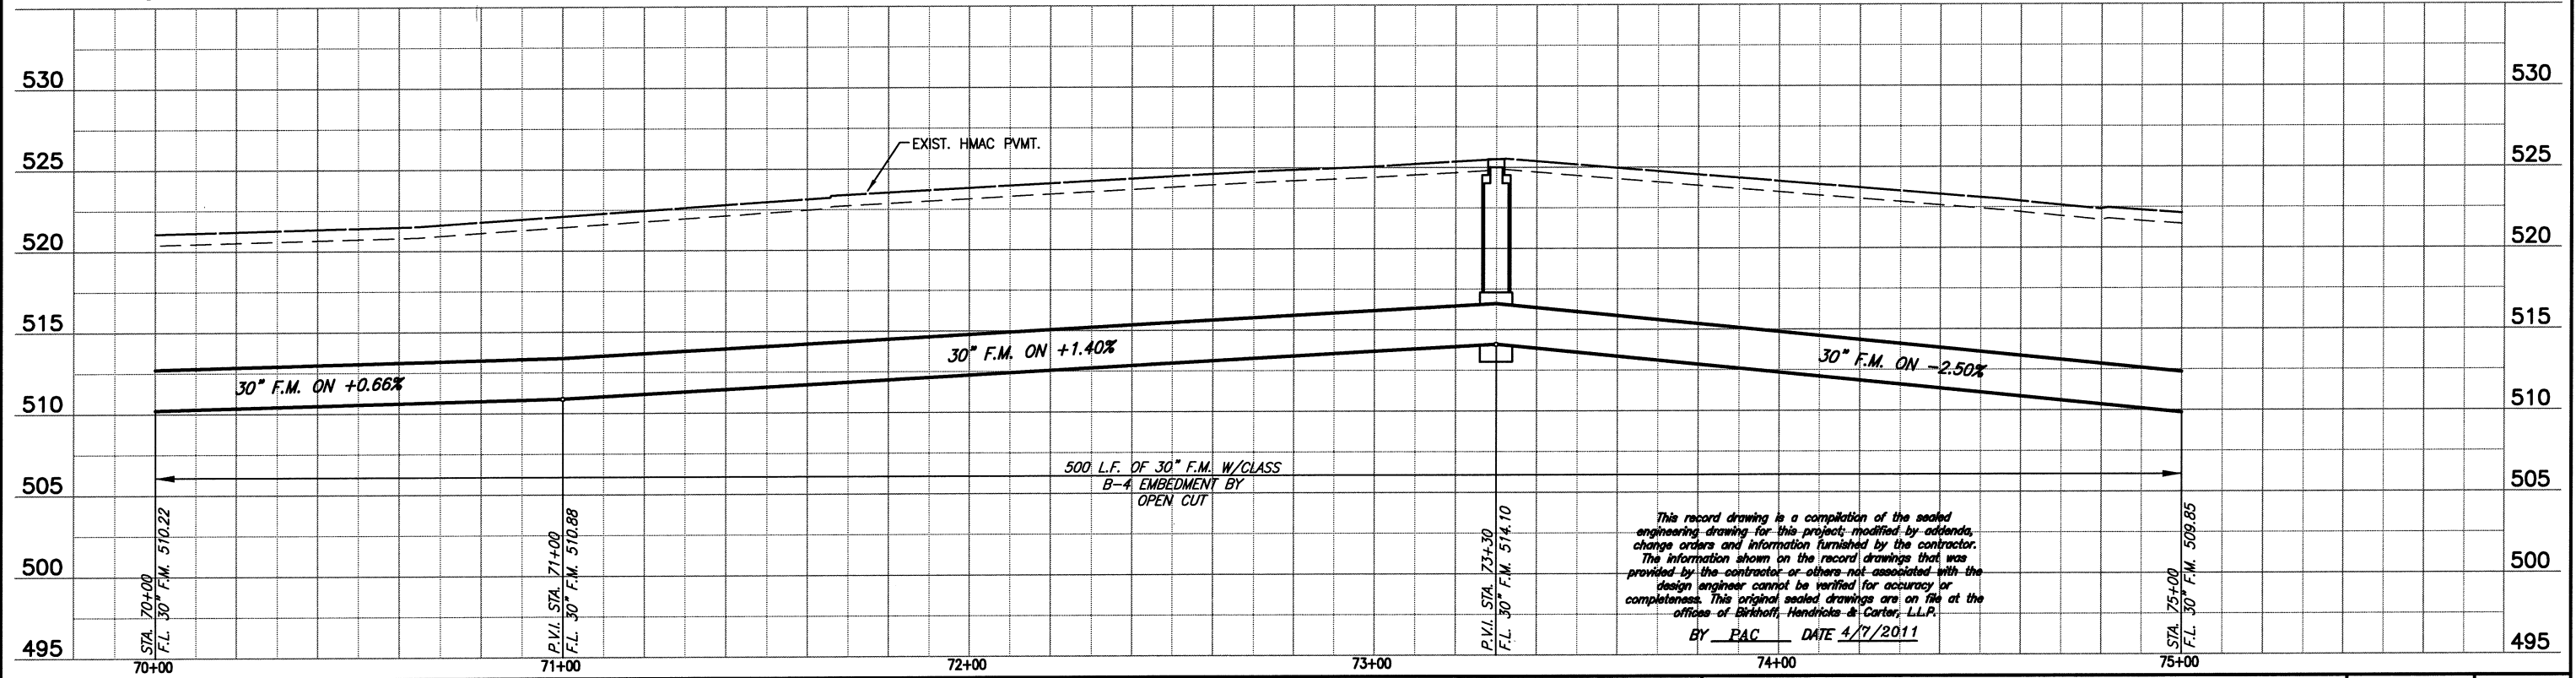 530
530
EXIST. HMAC PVMT.
525
525
520
520
515
515
30" F.M. ON +0.66%
30" F.M. ON +1.40%
30" F.M. ON -2.50%
510
510
500 L.F. OF 30" F.M. W/CLASS
B-4 EMBEDMENT BY
OPEN CUT
505
505
500
500
495
495
STA. 70+00
F.L. 30" F.M. 510.22
P.V.I. STA. 71+00
F.L. 30" F.M. 510.88
P.V.I. STA. 73+30
F.L. 30" F.M. 514.10
This record drawing is a compilation of the sealed
engineering drawing for this project; modified by addenda,
change orders and information furnished by the contractor.
The information shown on the record drawings that was
provided by the contractor or others not associated with the
design engineer cannot be verified for accuracy or
completeness. This original sealed drawings are on file at the
offices of Birkhoff, Hendricks & Carter, L.L.P.
BY PAC DATE 4/7/2011
STA. 75+00
F.L. 30" F.M. 509.85
70+00
71+00
72+00
73+00
74+00
75+00